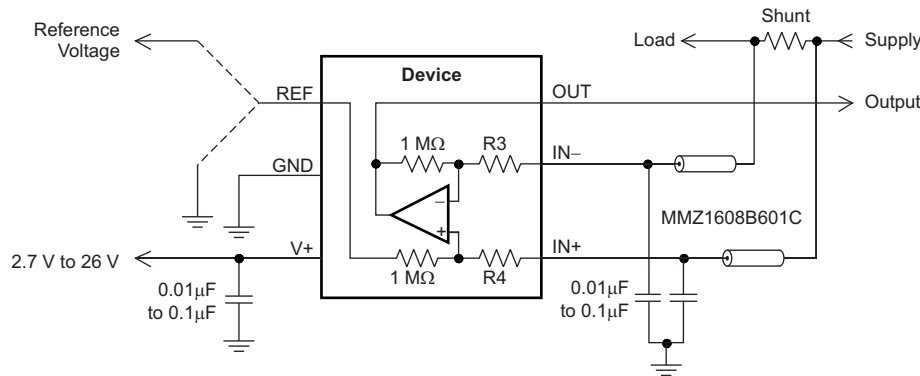 Shunt
Reference
Voltage
Load
Supply
Device
REF
OUT
Output
1 MΩ
R3
IN–
GND
–
MMZ1608B601C
+
V+
IN+
2.7 V to 26 V
1 MΩ
R4
0.01μF
to 0.1μF
0.01μF
to 0.1μF